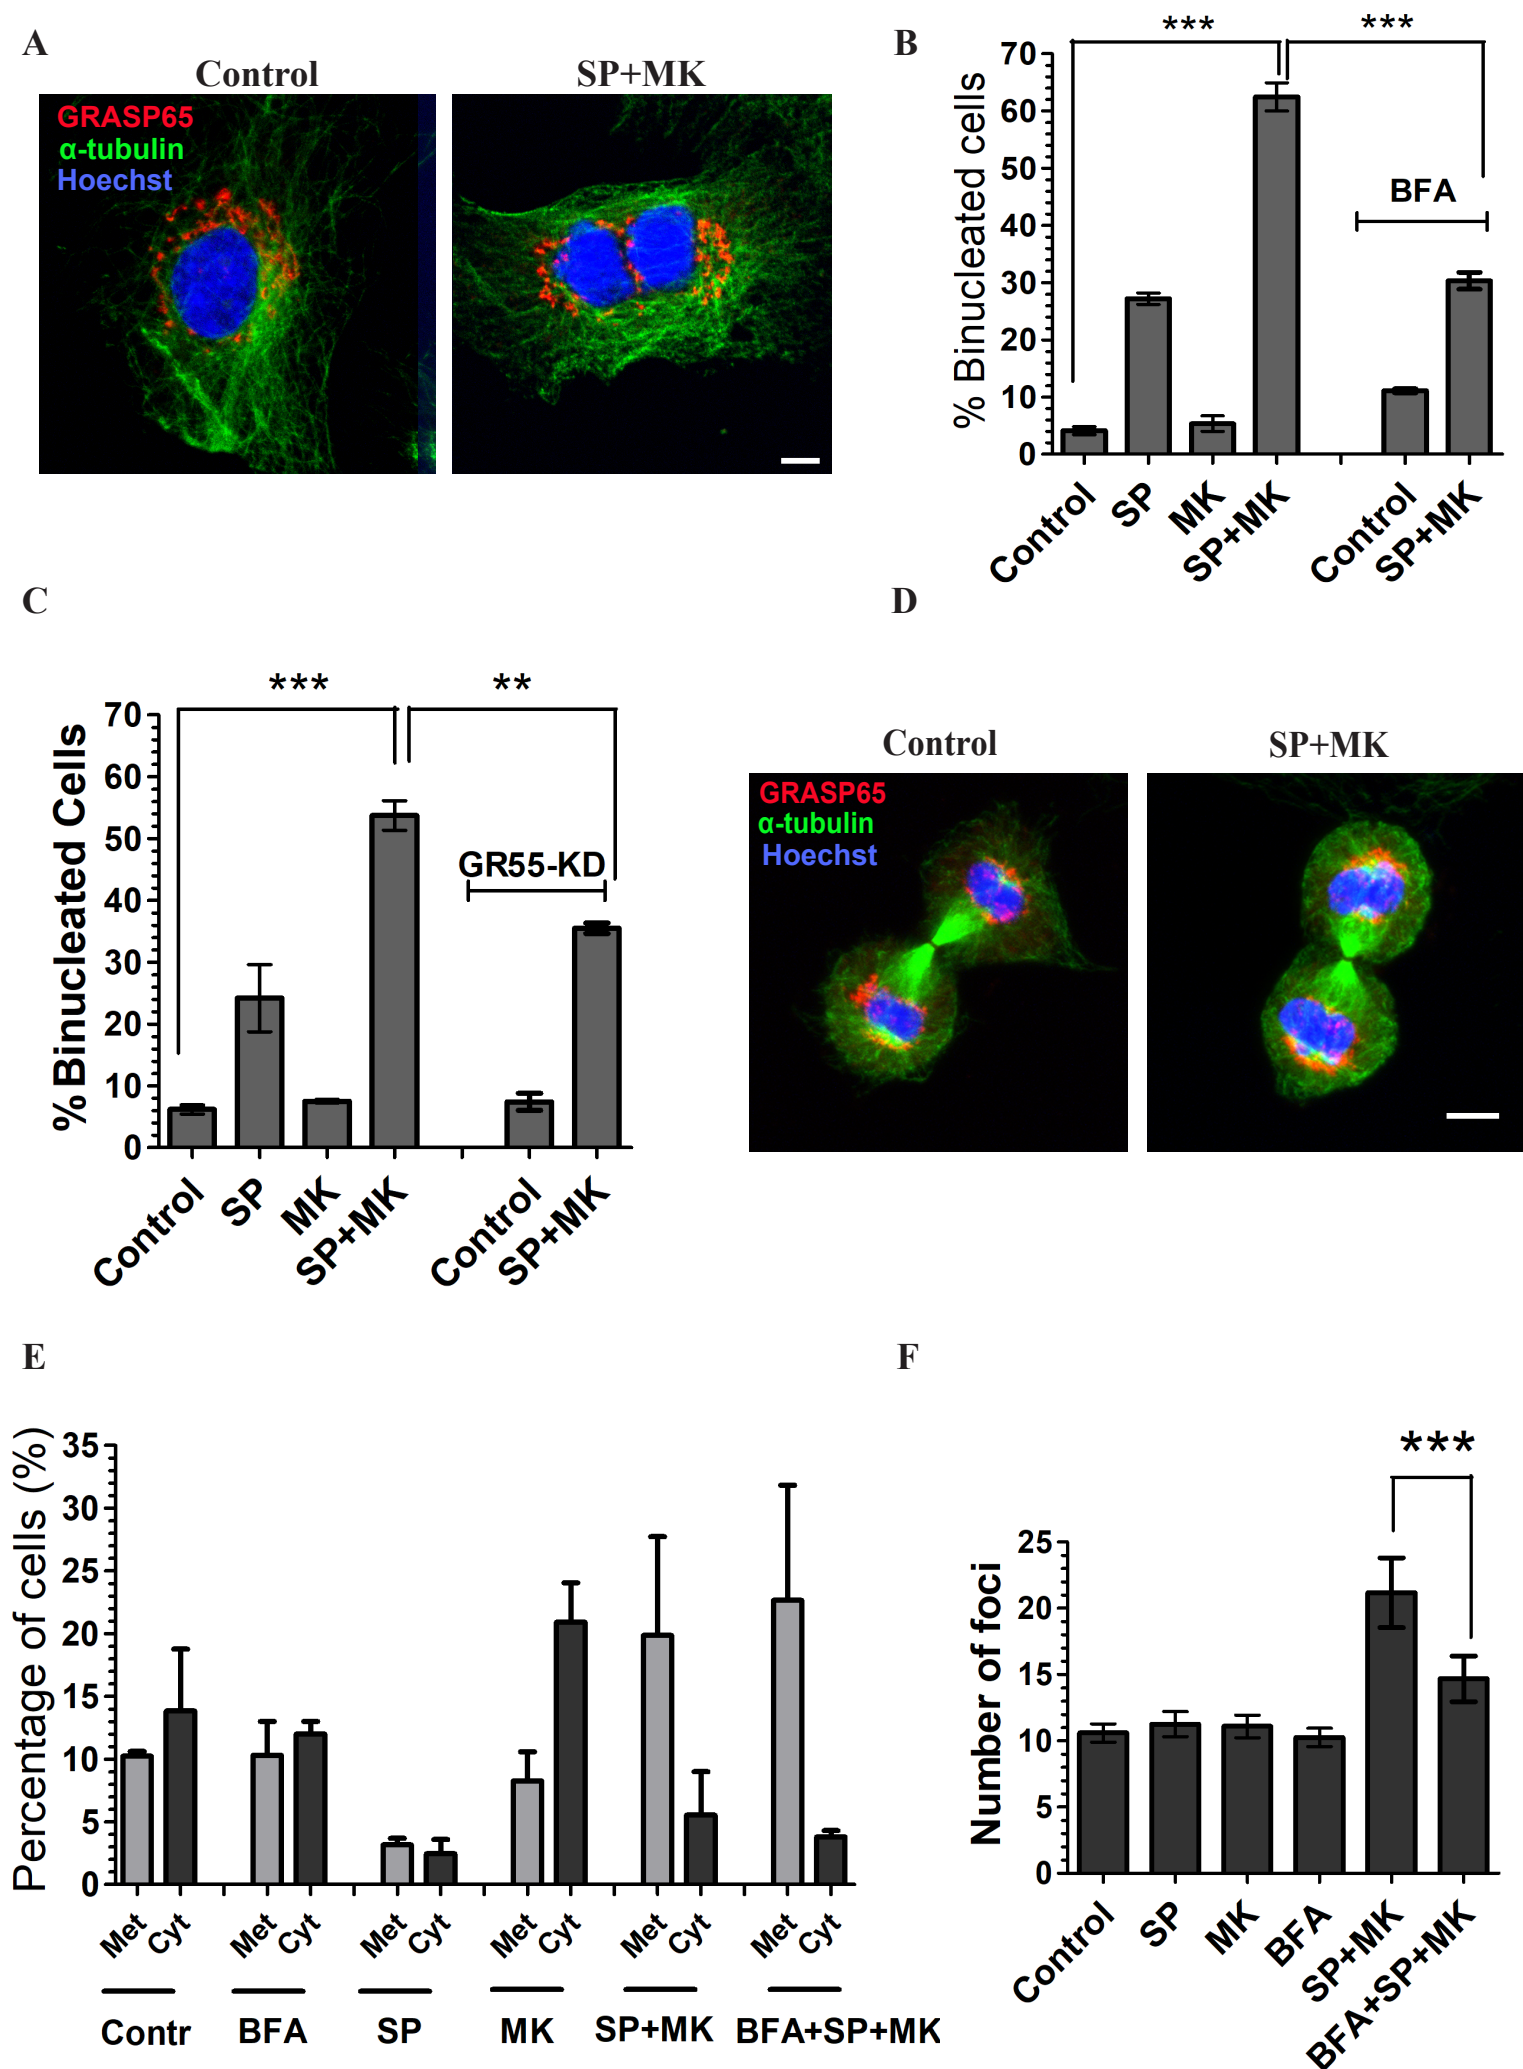 A
Control
SP+MK
GRASP65
α-tubulin
Hoechst
B
*** ***
% Binucleated cells
70
60
50
40
30
20
10
0
BFA
Control
SP
MK
SP+MK
Control
SP+MK
C
*** **
% Binucleated Cells
70
60
50
40
30
20
10
0
GR55-KD
Control
SP
MK
SP+MK
Control
SP+MK
D
Control
SP+MK
GRASP65
α-tubulin
Hoechst
E
Percentage of cells (%)
35
30
25
20
15
10
5
0
Met Cyt Met Cyt Met Cyt Met Cyt Met Cyt Met Cyt
Contr BFA SP MK SP+MK BFA+SP+MK
F
***
Number of foci
25
20
15
10
5
0
Control
SP
MK
BFA
SP+MK
BFA+SP+MK